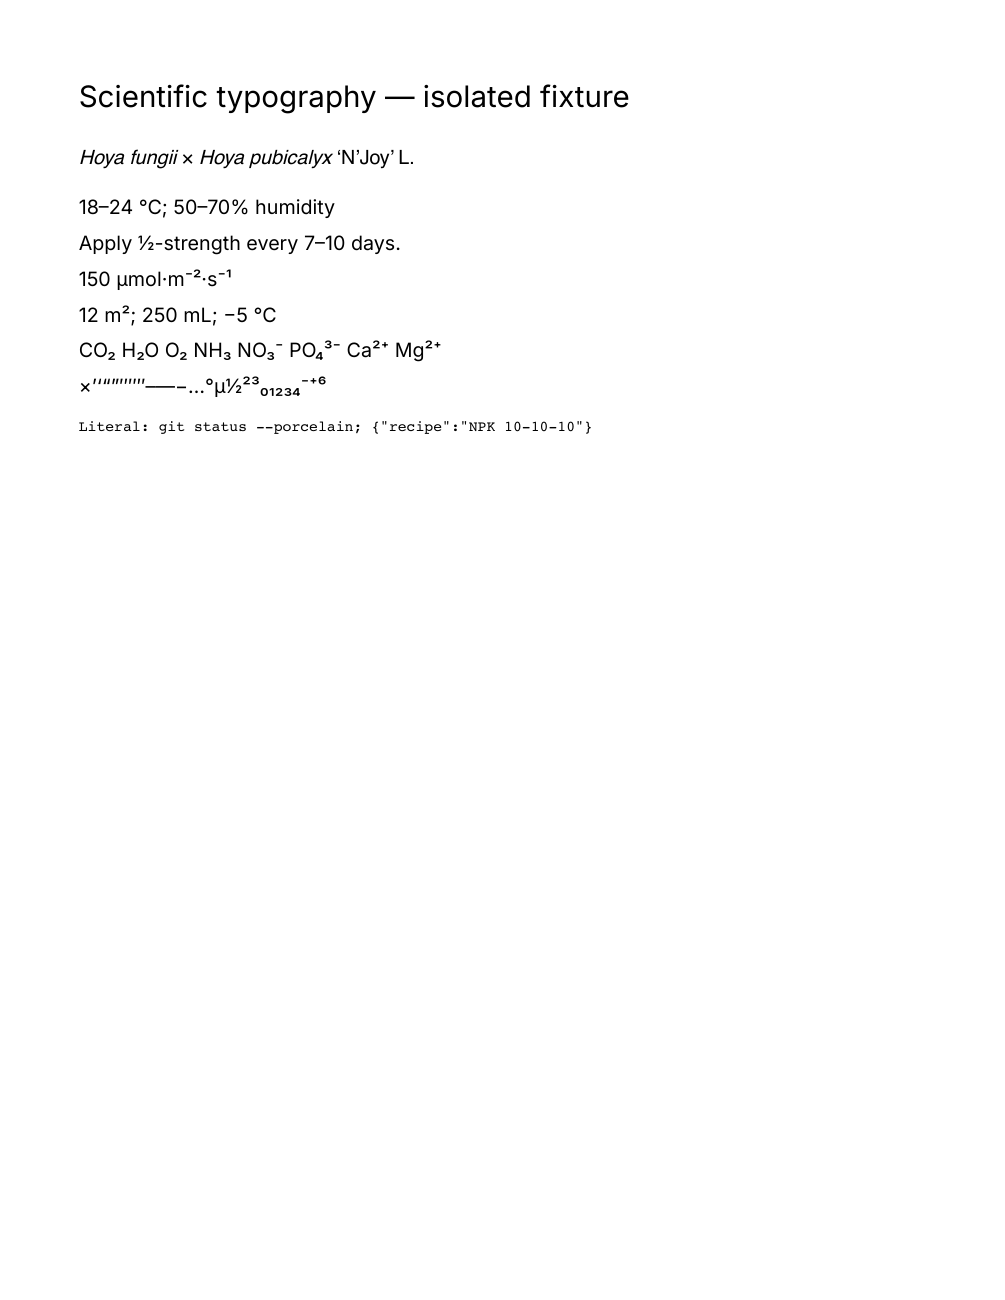 Scientific typography — isolated fixture
Hoya fungii × Hoya pubicalyx ‘N’Joy’ L.
18–24 °C; 50–70% humidity
Apply ½-strength every 7–10 days.
150 µmol·m⁻²·s⁻¹
12 m²; 250 mL; −5 °C
CO₂ H₂O O₂ NH₃ NO₃⁻ PO₄³⁻ Ca²⁺ Mg²⁺
×’‘“”′″‴–—−…°µ½²³₀₁₂₃₄⁻⁺⁶
Literal: git status --porcelain; {"recipe":"NPK 10-10-10"}